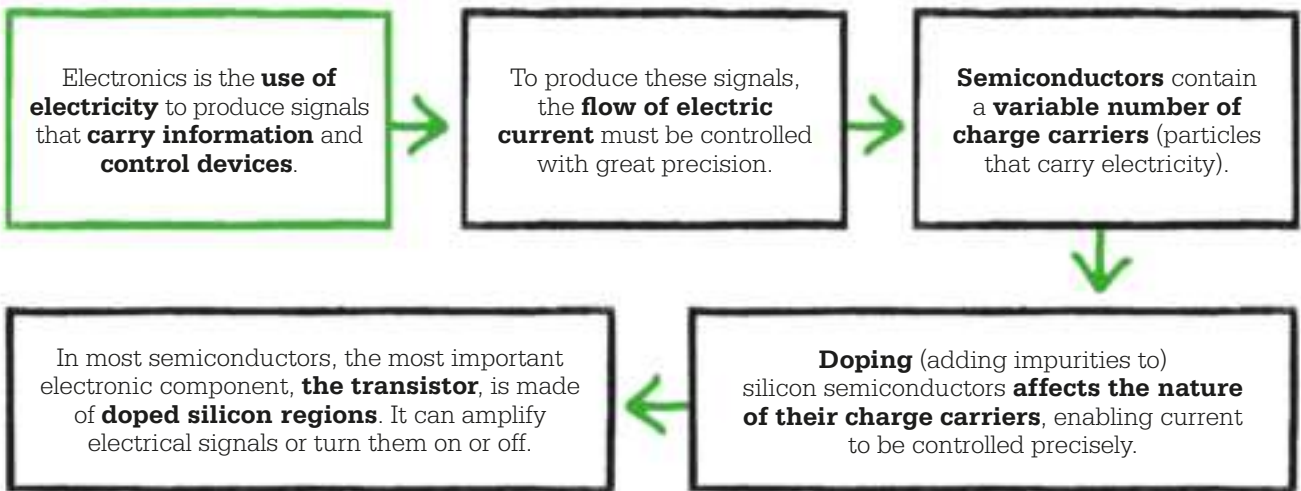 Electronics is the use of
electricity to produce signals
that carry information and
control devices.
To produce these signals,
the flow of electric
current must be controlled
with great precision.
Semiconductors contain
a variable number of
charge carriers (particles
that carry electricity).
Doping (adding impurities to)
silicon semiconductors affects the nature
of their charge carriers, enabling current
to be controlled precisely.
In most semiconductors, the most important
electronic component, the transistor, is made
of doped silicon regions. It can amplify
electrical signals or turn them on or off.